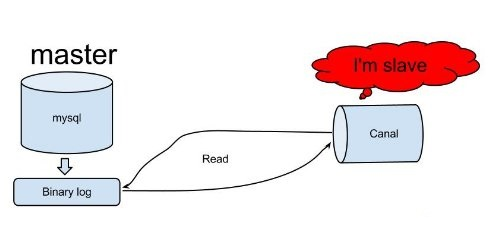 master
I'm slave
mysql
Canal
Read
Binary log